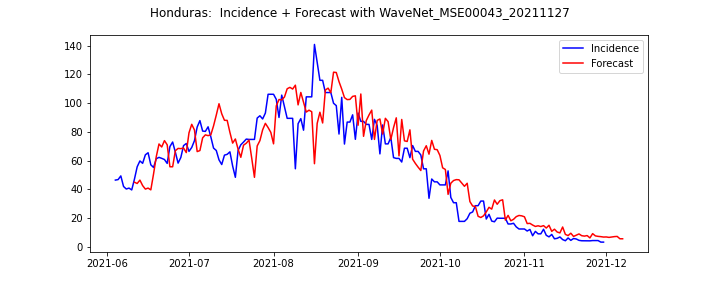 Honduras:  Incidence + Forecast with WaveNet_MSE00043_20211127
Incidence
Forecast
140
120
100
80
60
40
20
0
2021-06 2021-07 2021-08 2021-09 2021-10 2021-11 2021-12